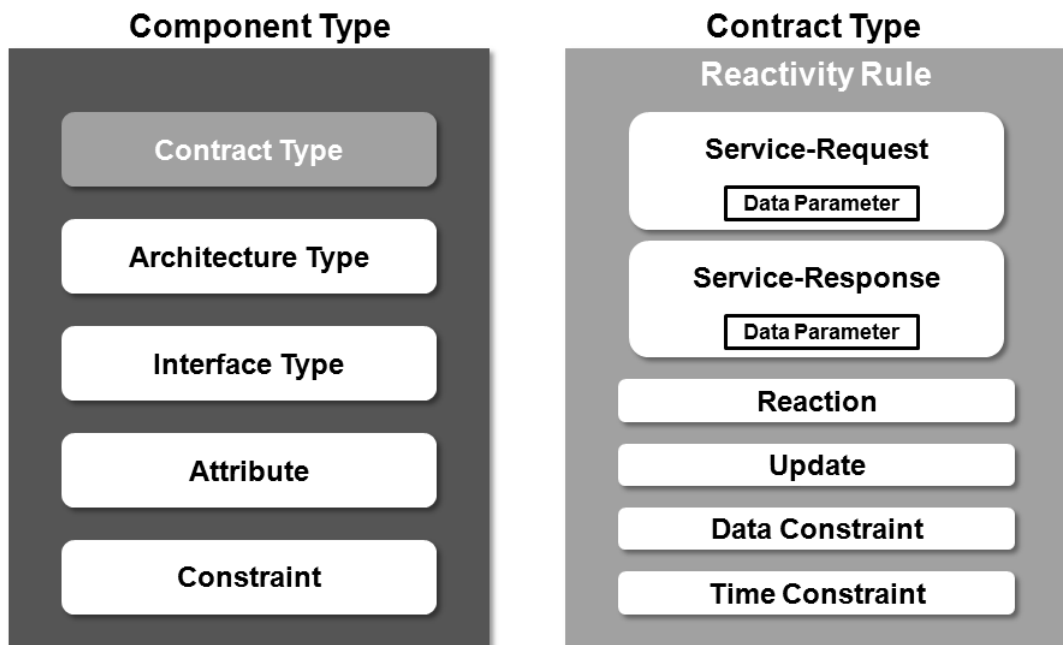 Component Type
Contract Type
Architecture Type
Interface Type
Attribute
Constraint
Contract Type
Reactivity Rule
Service-Request
Data Parameter
Service-Response
Data Parameter
Reaction
Update
Data Constraint
Time Constraint